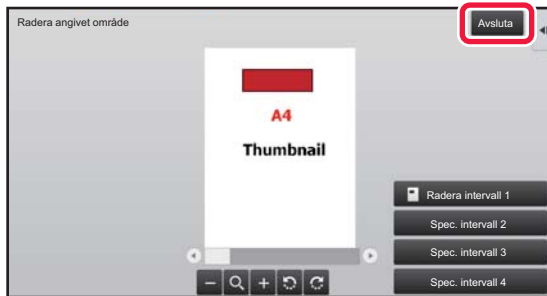 Radera angivet område
Avsluta
A4
Thumbnail
Radera intervall 1
Spec. intervall 2
Spec. intervall 3
Spec. intervall 4